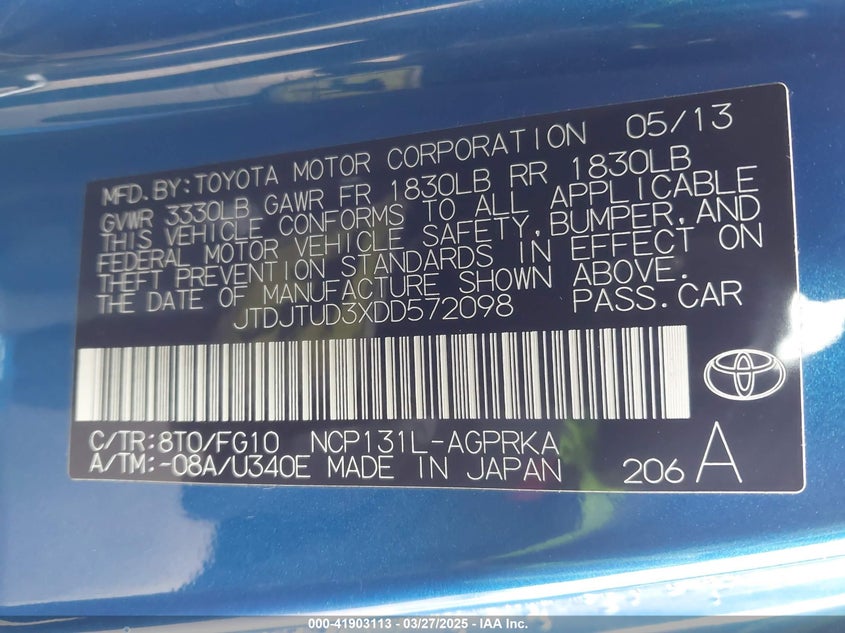 MFD.BY:TOYOTA MOTOR CORPORATION 05/13
GVWR 3330LB GAWR FR 1830LB RR 1830LB
THIS VEHICLE CONFORMS TO ALL APPLICABLE
FEDERAL MOTOR VEHICLE SAFETY,BUMPER,AND
THEFT PREVENTION STANDARDS IN EFFECT ON
THE DATE OF MANUFACTURE SHOWN ABOVE.
JTDJTUD3XDD572098 PASS.CAR
C/TR:8T0/FG10 NCP131L-AGPRKA
A/TM:-08A/U340E MADE IN JAPAN
206 A
000-41903113 — 03/27/2025 — IAA Inc.